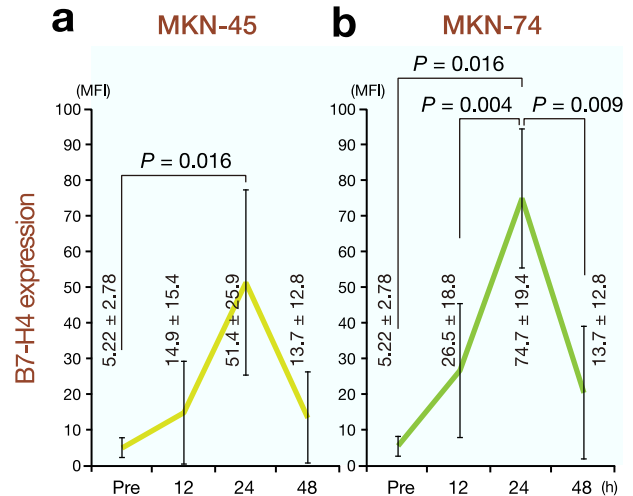 a
MKN-45
b
MKN-74
(MFI)
100
90
80
70
60
50
40
30
20
10
0
B7-H4 expression
P = 0.016
5.22 ± 2.78
14.9 ± 15.4
51.4 ± 25.9
13.7 ± 12.8
Pre
12
24
48
(MFI)
100
90
80
70
60
50
40
30
20
10
0
P = 0.016
P = 0.004
P = 0.009
5.22 ± 2.78
26.5 ± 18.8
74.7 ± 19.4
13.7 ± 12.8
Pre
12
24
48
(h)